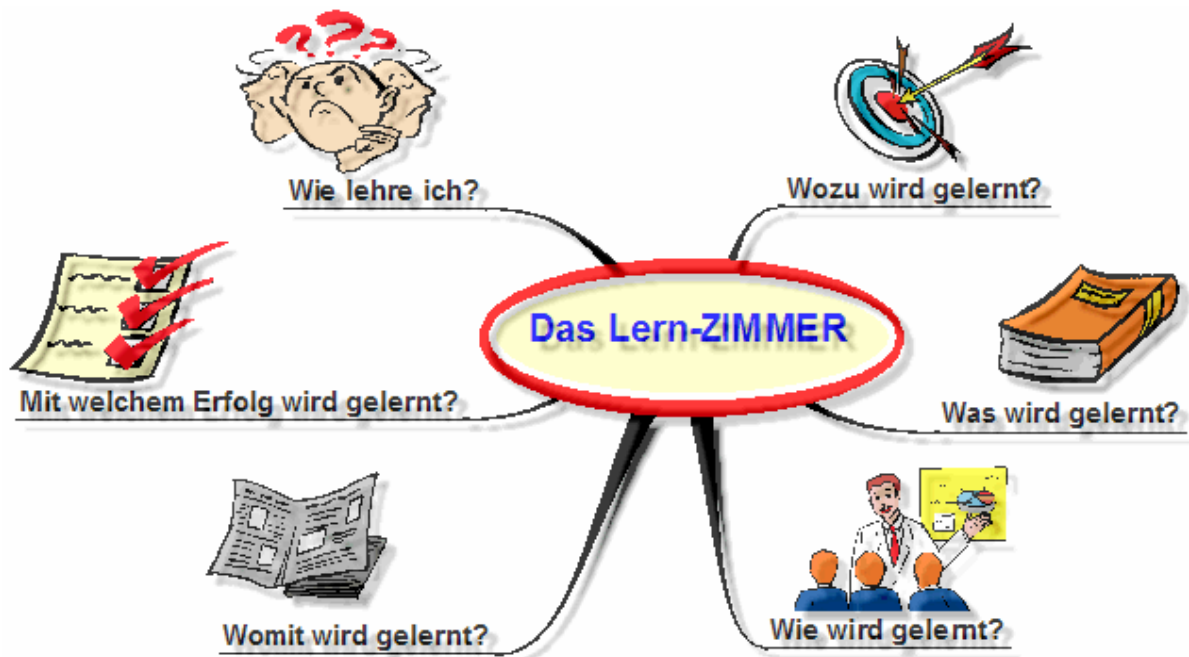 Wie lehre ich?
Wozu wird gelernt?
Das Lern-ZIMMER
Mit welchem Erfolg wird gelernt?
Was wird gelernt?
Womit wird gelernt?
Wie wird gelernt?